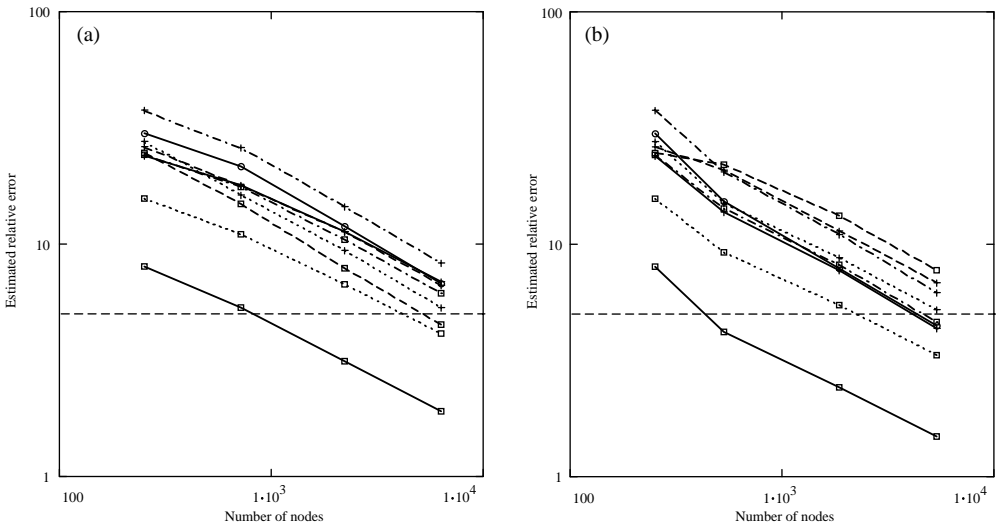 100
(a)
10
1
100
1·10³
1·10⁴
Number of nodes
Estimated relative error
100
(b)
10
1
100
1·10³
1·10⁴
Number of nodes
Estimated relative error